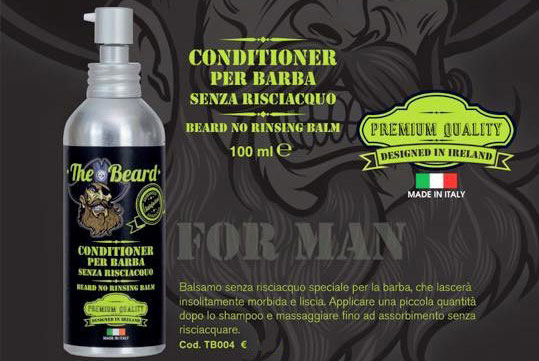 CONDITIONER
PER BARBA
SENZA RISCIACQUO
BEARD NO RINSING BALM
100 ml ℮
PREMIUM QUALITY
DESIGNED IN IRELAND
MADE IN ITALY
The Beard
CONDITIONER
PER BARBA
SENZA RISCIACQUO
BEARD NO RINSING BALM
PREMIUM QUALITY
DESIGNED IN IRELAND
MADE IN ITALY
FOR MAN
Balsamo senza risciacquo speciale per la barba, che lascerà
insolitamente morbida e liscia. Applicare una piccola quantità
dopo lo shampoo e massaggiare fino ad assorbimento senza
risciacquare.
Cod. TB004 €